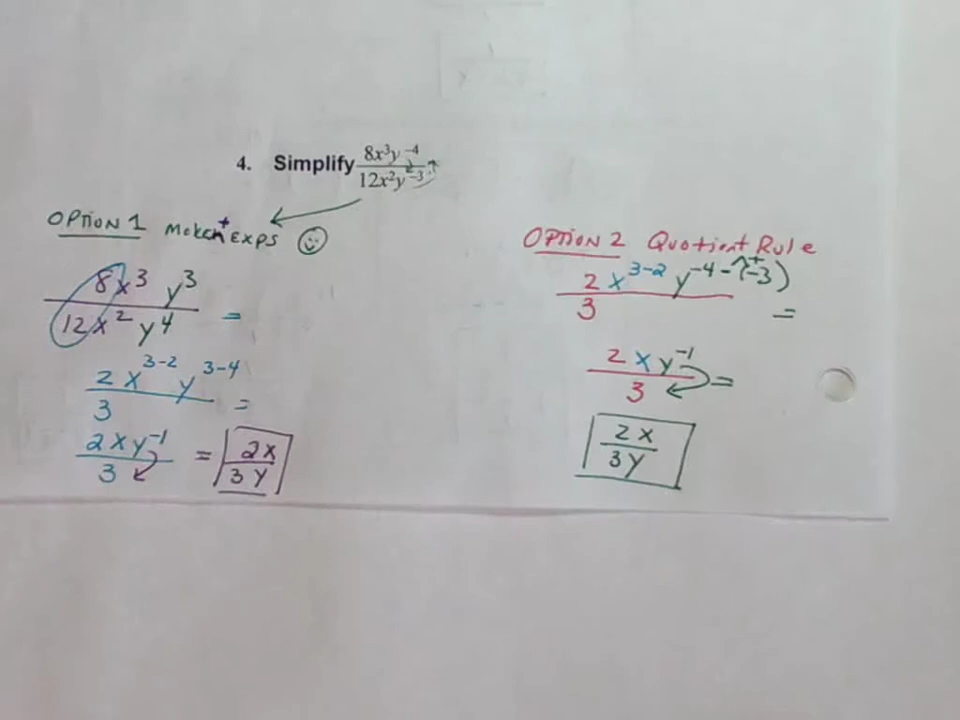 4. Simplify 8x³y⁻⁴ / 12x²y⁻³
OPTION 1 Make + EXPS
8x³ y³ / 12x² y⁴ =
2x³⁻² y³⁻⁴ / 3 =
2xy⁻¹ / 3 = 2x / 3y
OPTION 2 Quotient Rule
2x³⁻² y⁻⁴⁻⁽⁻³⁾ / 3 =
2xy⁻¹ / 3 =
2x / 3y